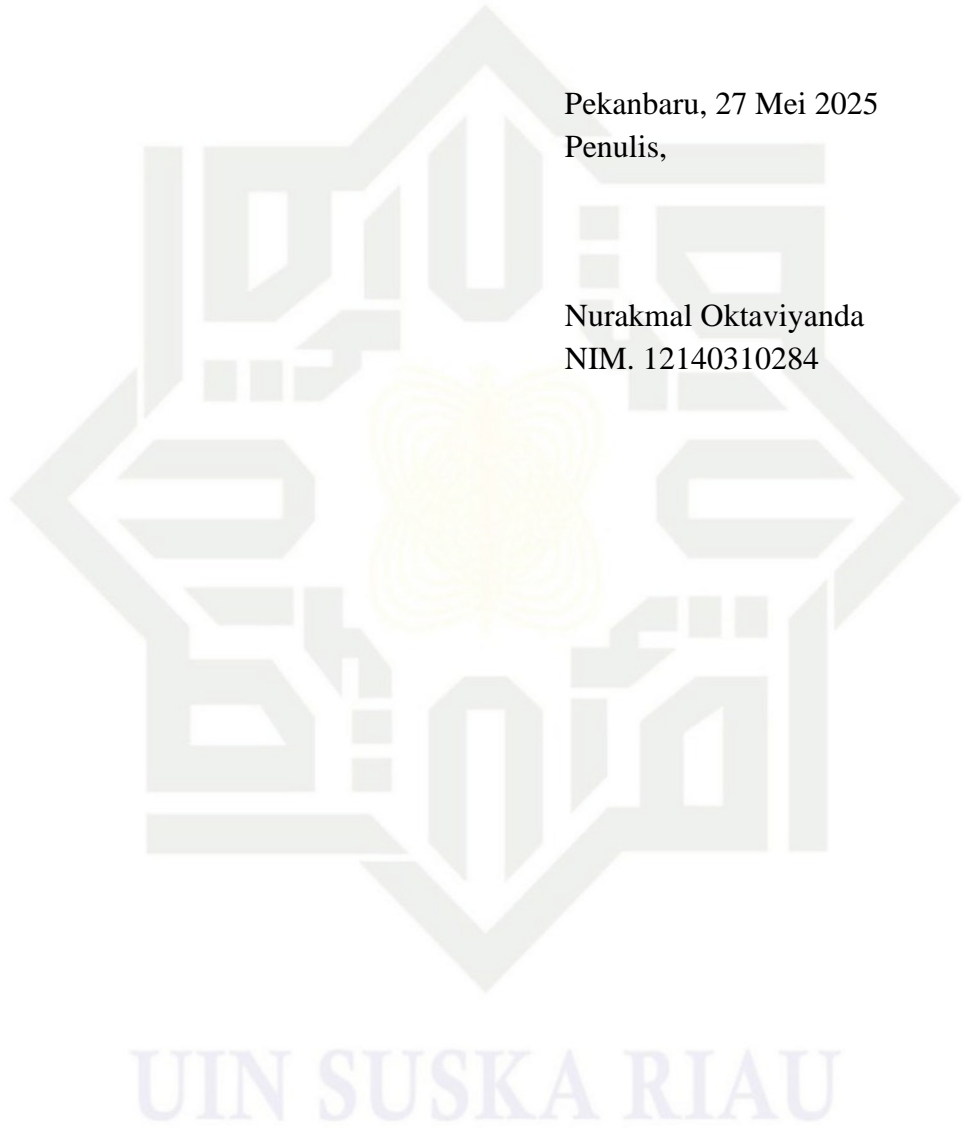 Pekanbaru, 27 Mei 2025
Penulis,
Nurakmal Oktaviyanda
NIM. 12140310284
UIN SUSKA RIAU